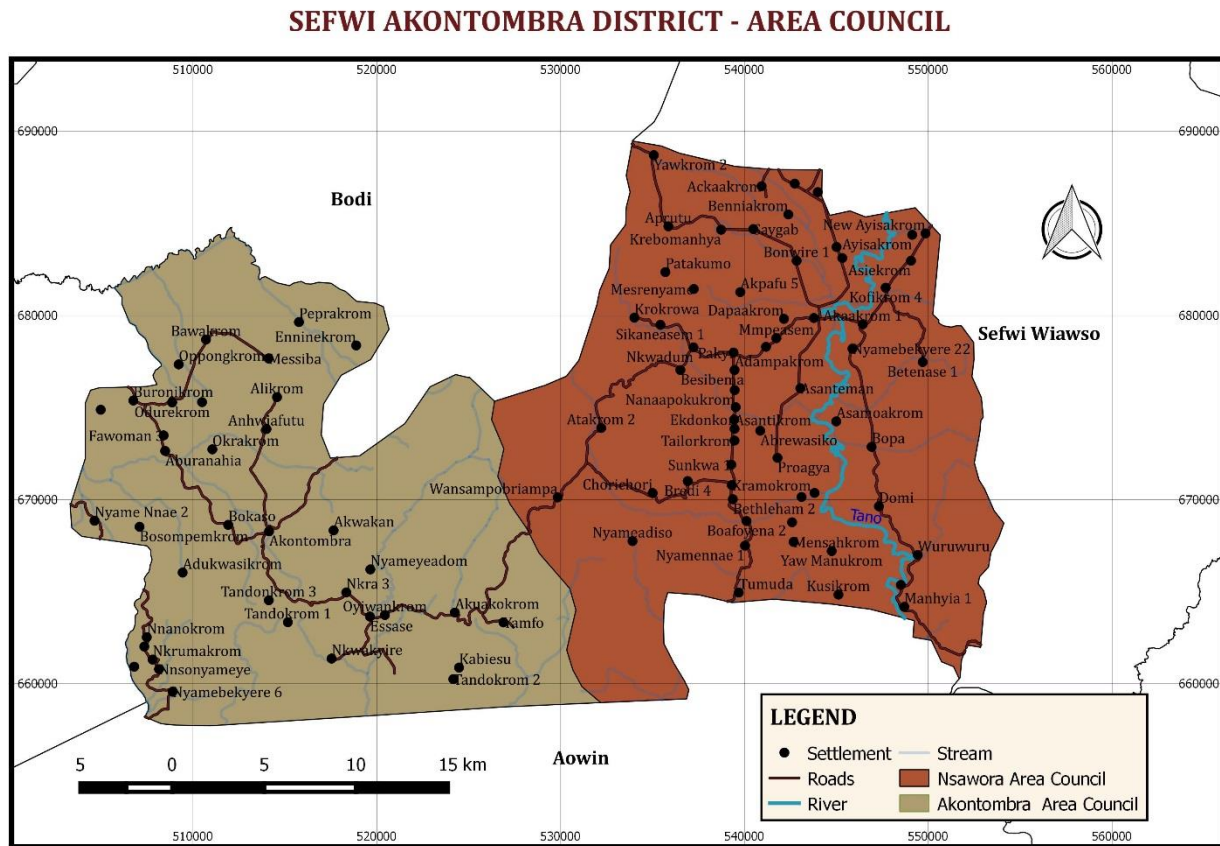 SEFWI AKONTOMBRA DISTRICT - AREA COUNCIL
510000 520000 530000 540000 550000 560000
690000 690000
Yawkrom 2
Bodi
Ackaakrom
Benniakrom
Aprutu
Krebomanhya
Gaygab
New Ayisakrom
Ayisakrom
Bonwire 1
Asiekrom
Patakumo
Mesrenyame
Akpafu 5
Kofikrom 4
680000 680000
Peprakrom
Krokrowa
Dapaakrom
Akaakrom 1
Sefwi Wiawso
Bawakrom
Enninekrom
Sikaneasem 1
Mmpeasem
Oppongkrom
Messiba
Nkwadum
Paky
Adampakrom
Nyamebekyere 22
Betenase 1
Buronikrom
Alikrom
Besibema
Asanteman
Odurekrom
Nanaapokukrom
Anhwiafutu
Atakrom 2
Ekdonko
Asantikrom
Asamoakrom
Fawoman 3
Okrakrom
Tailorkrom
Abrewasiko
Bopa
Aburanahia
Sunkwa 1
Proagya
Wansampobriampa
Chorichori
Brodi 4
Kramokrom
670000 670000
Nyame Nnae 2
Bokaso
Akwakan
Bethleham 2
Tano
Domi
Bosompemkrom
Akontombra
Nyameadiso
Boafoyena 2
Mensahkrom
Wuruwuru
Adukwasikrom
Nyameyeadom
Nyamennae 1
Yaw Manukrom
Tandonkrom 3
Nkra 3
Tumuda
Kusikrom
Manhyia 1
Tandokrom 1
Oyiwankrom
Akuakokrom
Essase
Kamfo
Nnanokrom
Nkrumakrom
Nkwakyire
Kabiesu
Nnsonyameye
Tandokrom 2
660000 660000
Nyamebekyere 6
Aowin
LEGEND
Settlement
Roads
River
Stream
Nsawora Area Council
Akontombra Area Council
5 0 5 10 15 km
510000 520000 530000 540000 550000 560000